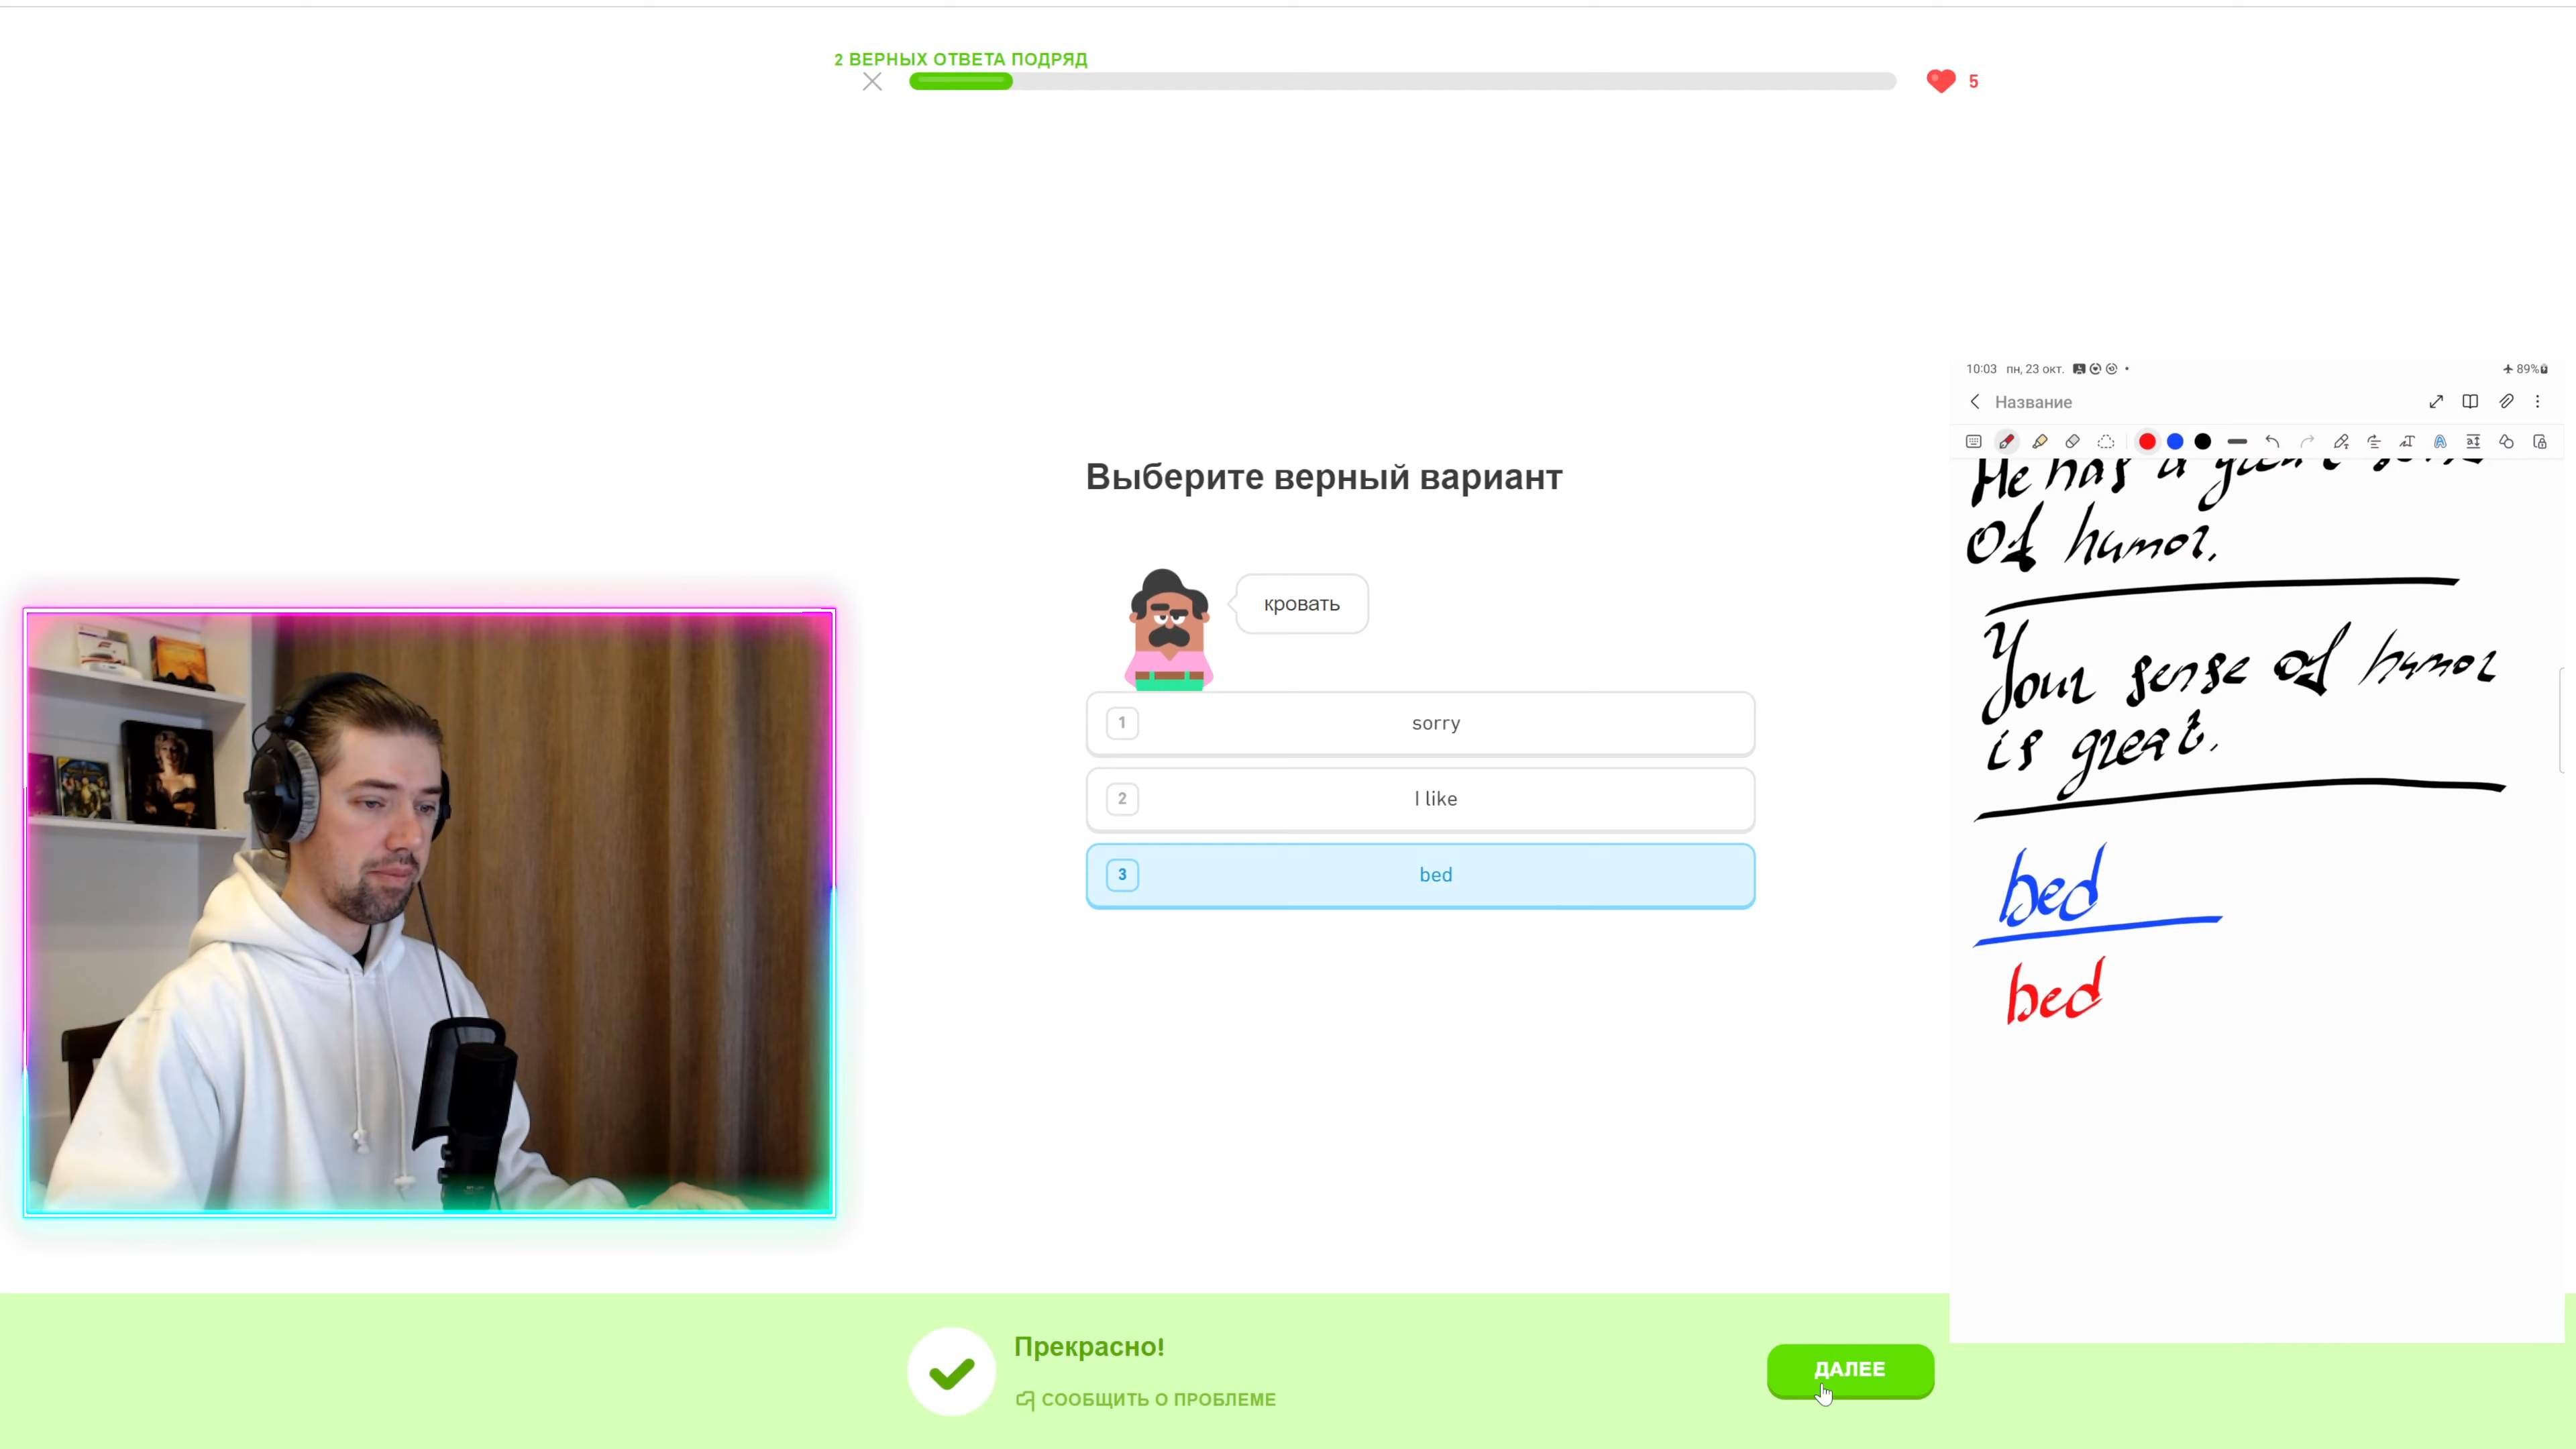 2 ВЕРНЫХ ОТВЕТА ПОДРЯД
5
Выберите верный вариант
кровать
1 sorry
2 I like
3 bed
Прекрасно!
СООБЩИТЬ О ПРОБЛЕМЕ
ДАЛЕЕ
10:03 пн, 23 окт.
89%
Название
He has a great sense
of humor.
Your sense of humor
is great.
bed
bed